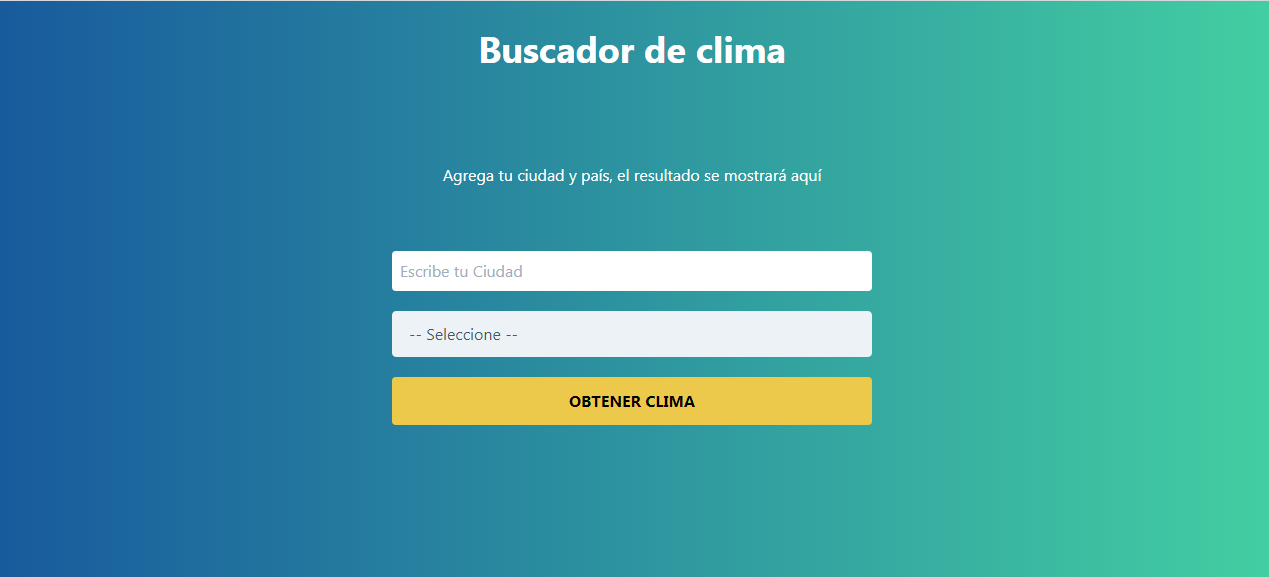 Buscador de clima
Agrega tu ciudad y país, el resultado se mostrará aquí
Escribe tu Ciudad
-- Seleccione --
OBTENER CLIMA